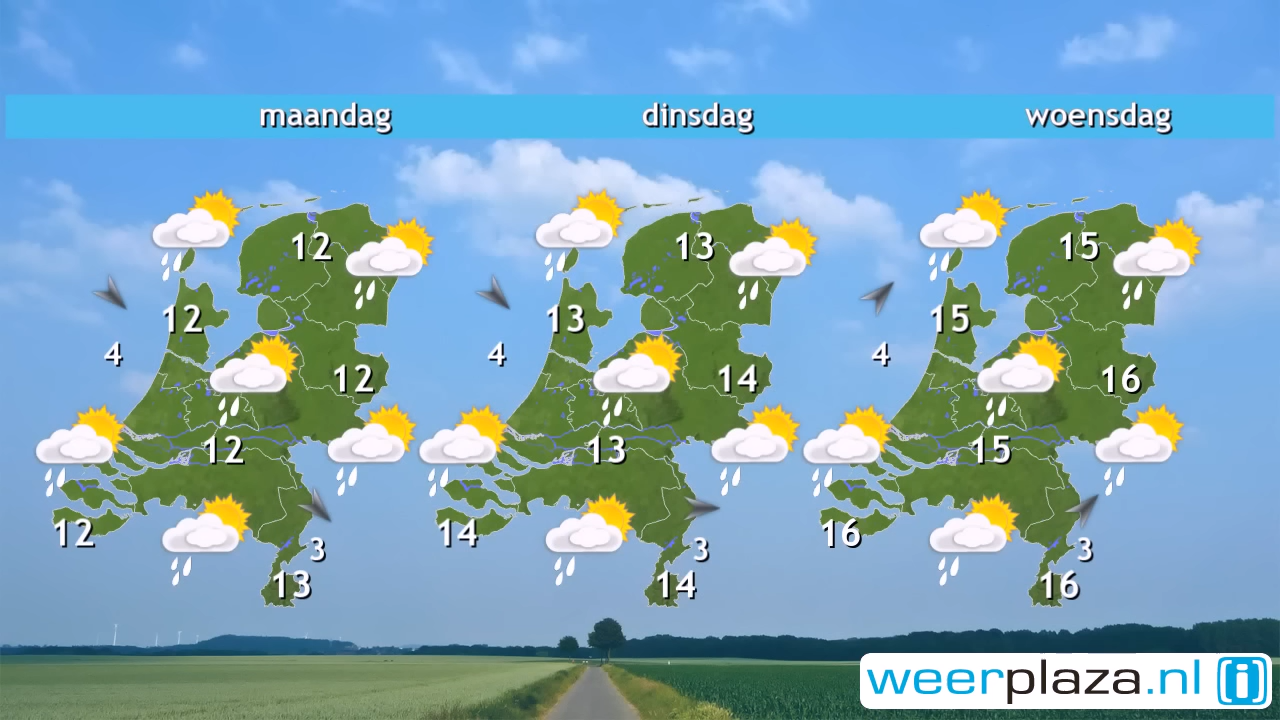 maandag dinsdag woensdag
12 13 15
12 13 15
4 4 4
12 14 16
12 13 15
12 14 16
3 3 3
13 14 16
weerplaza.nl i